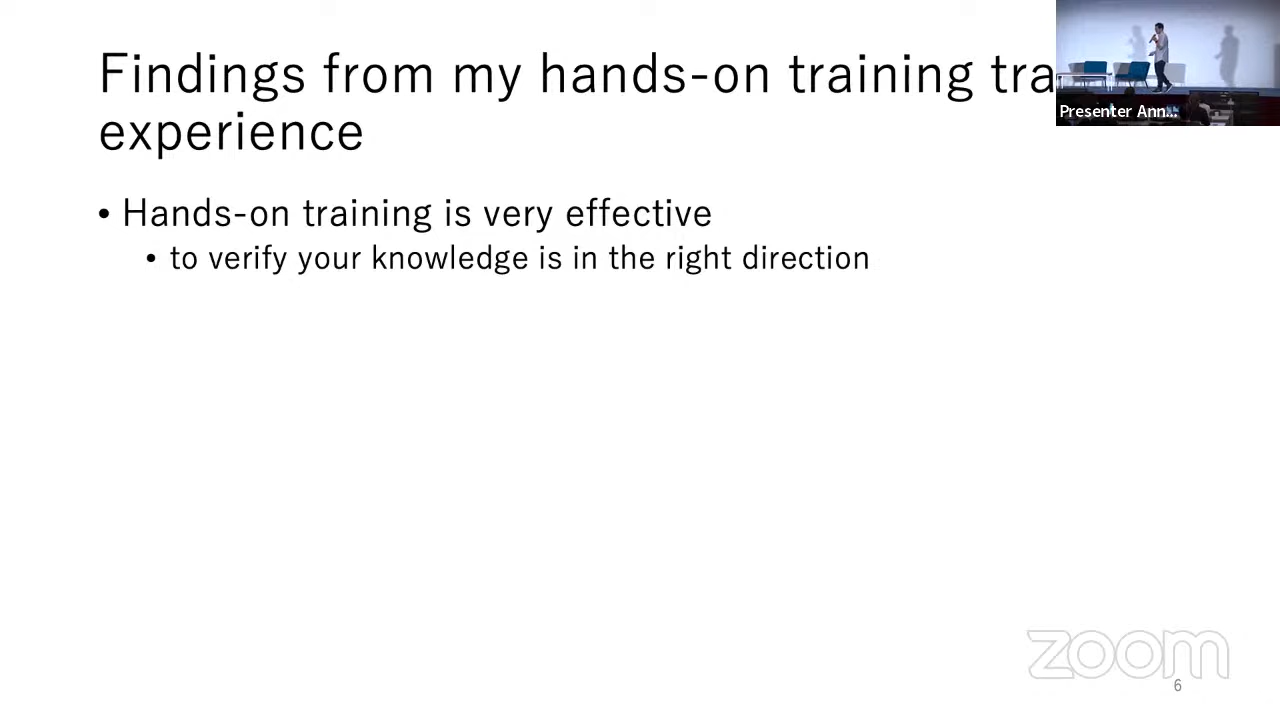 Findings from my hands-on training
experience
• Hands-on training is very effective
• to verify your knowledge is in the right direction
Presenter Ann...
zoom
6